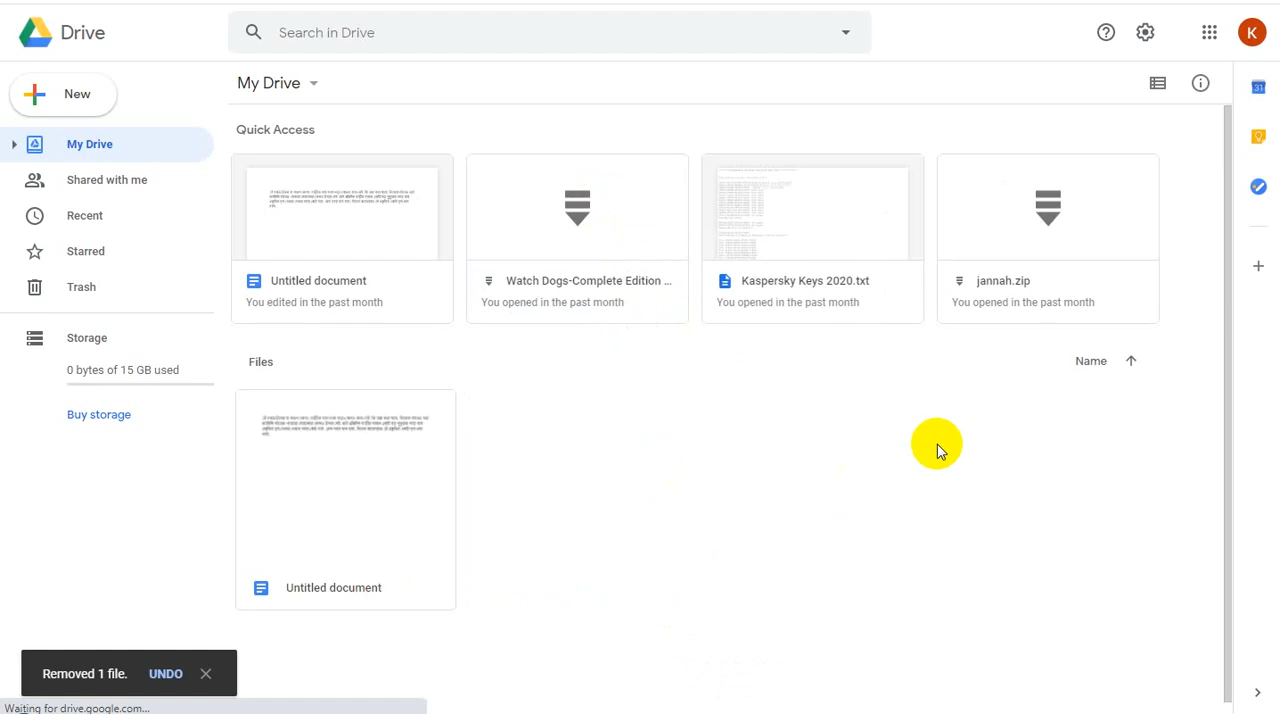 Drive
Search in Drive
K
New
My Drive
31
My Drive
Quick Access
Shared with me
Recent
Starred
Trash
Untitled document
Watch Dogs-Complete Edition ...
Kaspersky Keys 2020.txt
jannah.zip
You edited in the past month
You opened in the past month
You opened in the past month
You opened in the past month
Storage
0 bytes of 15 GB used
Buy storage
Files
Name
Untitled document
Removed 1 file.
UNDO
Waiting for drive.google.com...